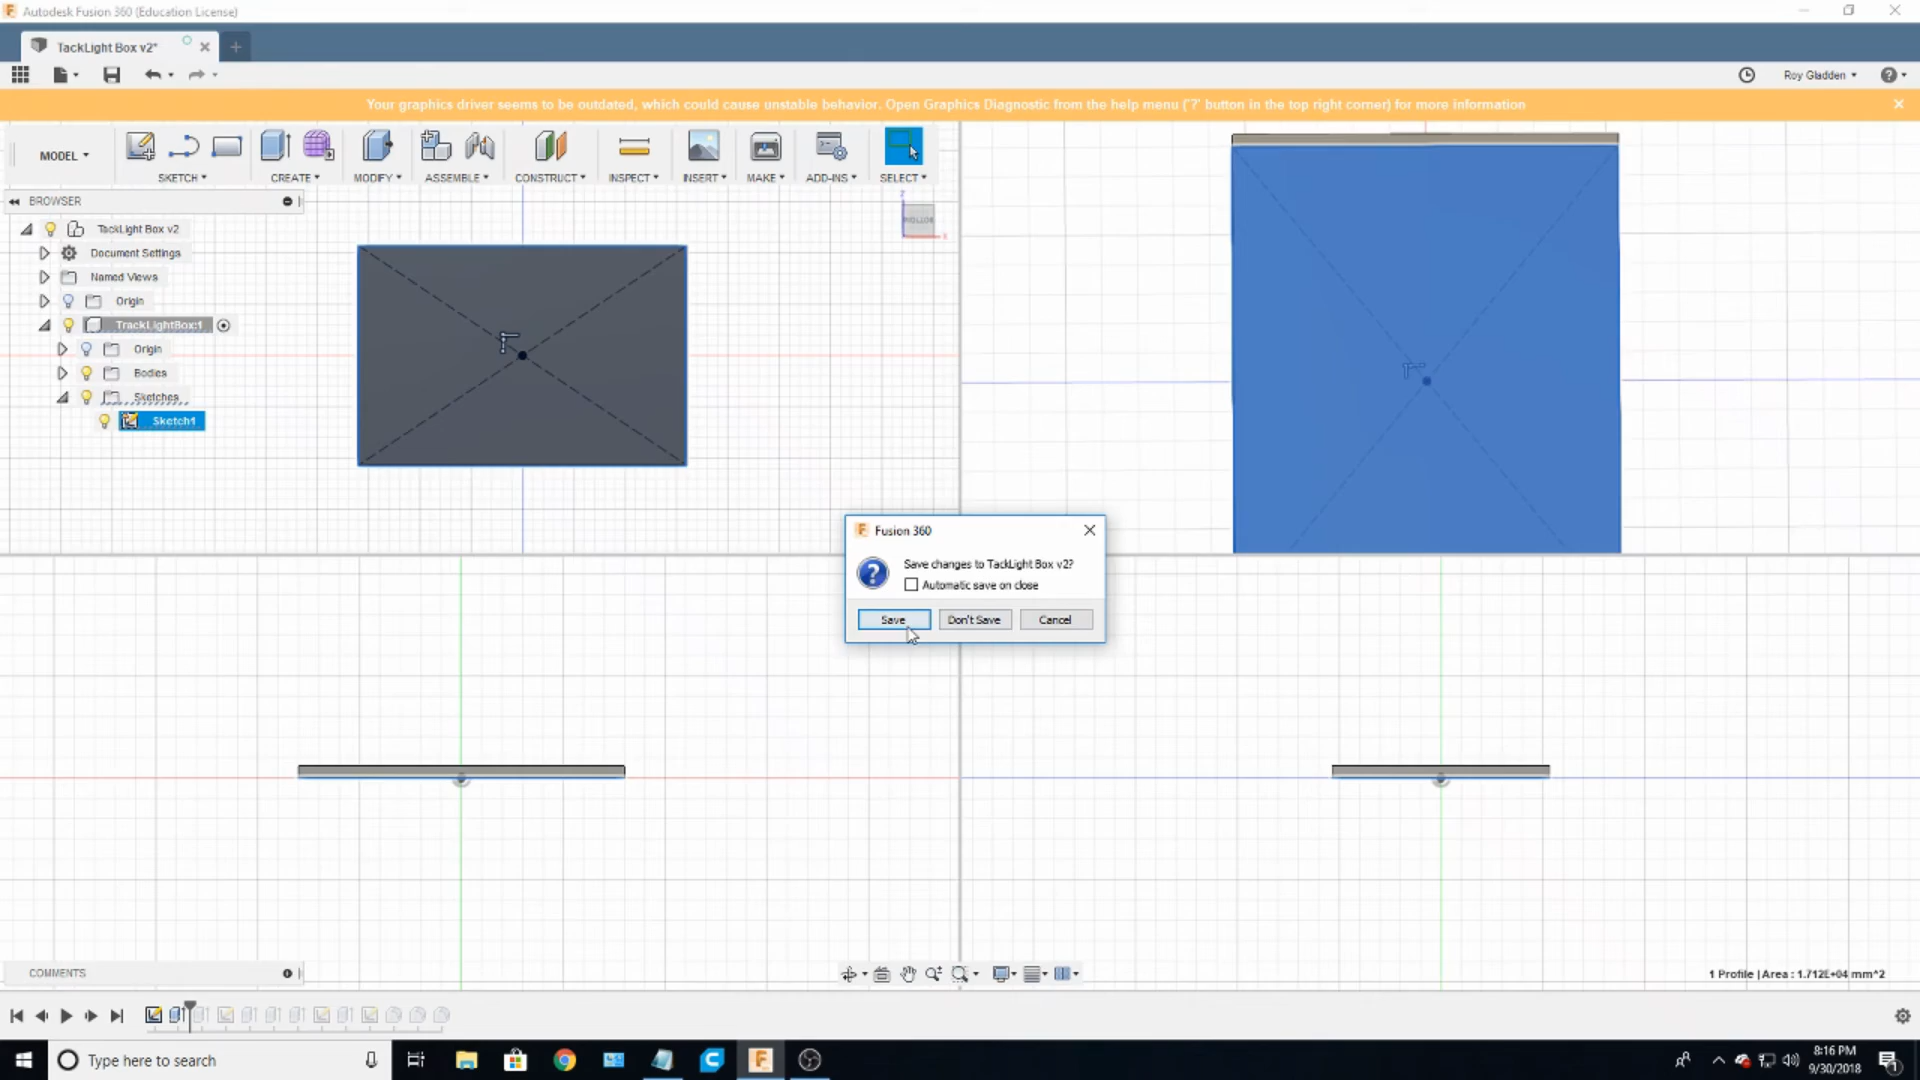 Autodesk Fusion 360 (Education License)
TackLight Box v2*
Roy Gladden
Your graphics driver seems to be outdated, which could cause unstable behavior. Open Graphics Diagnostic from the help menu ('?' button in the top right corner) for more information
MODEL
SKETCH
CREATE
MODIFY
ASSEMBLE
CONSTRUCT
INSPECT
INSERT
MAKE
ADD-INS
SELECT
BROWSER
TackLight Box v2
Document Settings
Named Views
Origin
TrackLightBox:1
Origin
Bodies
Sketches
Sketch1
BOTTOM
Z
X
Fusion 360
Save changes to TackLight Box v2?
Automatic save on close
Save
Don't Save
Cancel
COMMENTS
1 Profile | Area : 1.712E+04 mm^2
Type here to search
8:16 PM
9/30/2018
1